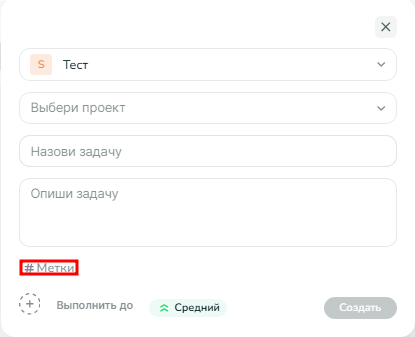 S Тест
Выбери проект
Назови задачу
Опиши задачу
# Метки
Выполнить до Средний Создать